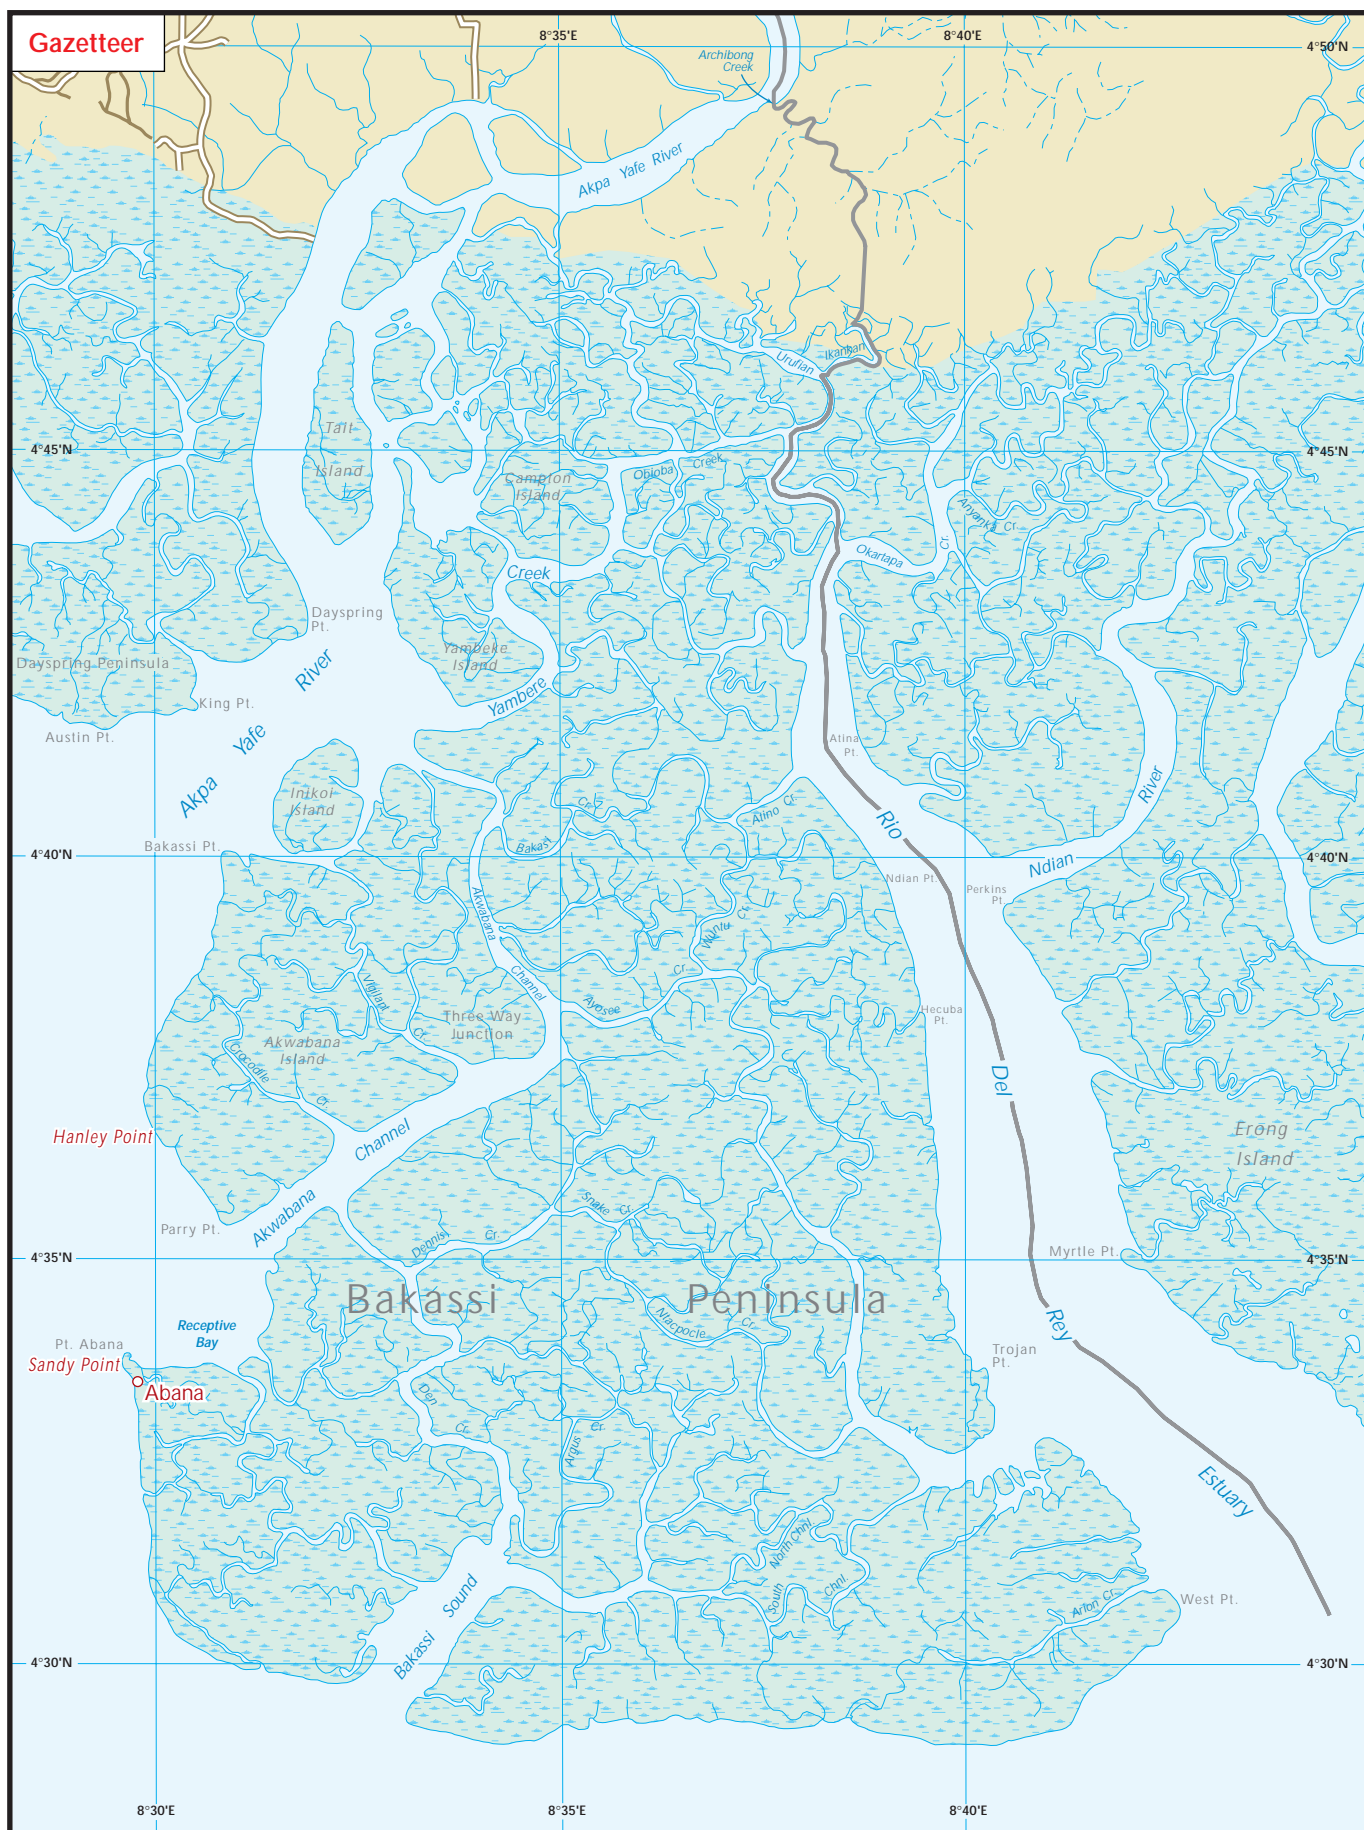 Gazetteer
8°35'E
8°40'E
4°50'N
Archibong
Creek
Akpa Yafe River
Ikankan
Urufian
Tait
Island
4°45'N
4°45'N
Obioba Creek
Campion
Island
Anyanka Cr.
Okartapa Cr.
Creek
Dayspring
Pt.
Yambeke
Island
Dayspring Peninsula
King Pt.
Yambere
Austin Pt.
Akpa Yafe River
Atina
Pt.
Inikoi
Island
River
Atino Cr.
Rio
Bakasi Cr.
Bakassi Pt.
4°40'N
4°40'N
Ndian
Ndian Pt.
Perkins
Pt.
Akwabana
Channel
Wuntu Cr.
Cr.
Vigilant
Cr.
Ayosee
Three Way
Junction
Hecuba
Pt.
Akwabana
Island
Crocodile
Cr.
Del
Hanley Point
Channel
Erong
Island
Akwabana
Snake Cr.
Parry Pt.
Dennis Cr.
4°35'N
Myrtle Pt.
4°35'N
Bakassi Peninsula
Receptive
Bay
Niacpocle Cr.
Rey
Pt. Abana
Sandy Point
Trojan
Pt.
Abana
Den
Cr.
Argus
Cr.
Estuary
North Chnl.
South Chnl.
Sound
Arion Cr.
West Pt.
Bakassi
4°30'N
4°30'N
8°30'E
8°35'E
8°40'E